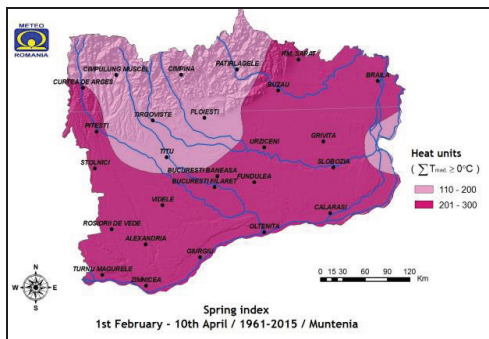 METEO
ROMANIA
RM. SARAT
PATIRLAGELE
CIMPULUNG MUSCEL
CIMPINA
BRAILA
CURTEA DE ARGES
BUZAU
TIRGOVISTE
PLOIESTI
PITESTI
GRIVITA
URZICENI
TITU
STOLNICI
SLOBOZIA
BUCURESTI BANEASA
FUNDULEA
BUCURESTI FILARET
VIDELE
CALARASI
ROSIORII DE VEDE
OLTENITA
ALEXANDRIA
GIURGIU
TURNU MAGURELE
ZIMNICEA
Heat units
( ∑ Tmed. ≥ 0°C )
110 - 200
201 - 300
N
W E
S
0 15 30 60 90 120
Km
Spring index
1st February - 10th April / 1961-2015 / Muntenia